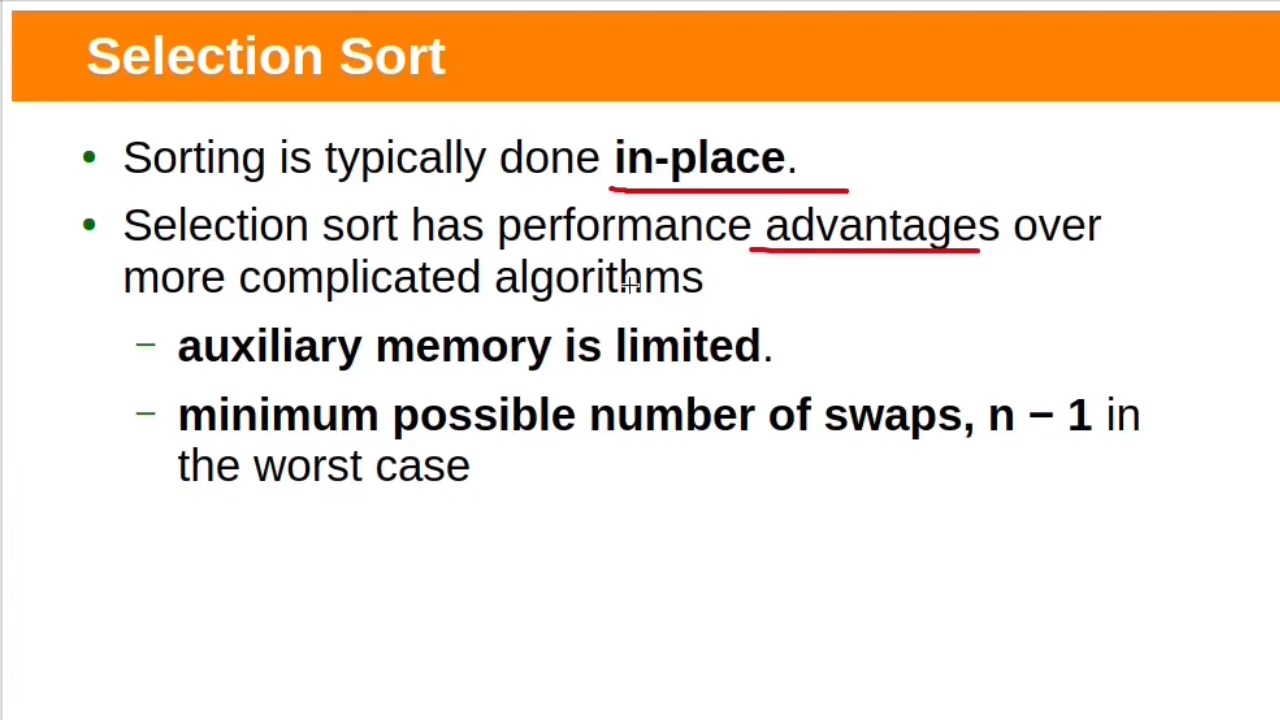 Selection Sort
• Sorting is typically done in-place.
• Selection sort has performance advantages over
more complicated algorithms
– auxiliary memory is limited.
– minimum possible number of swaps, n − 1 in
the worst case